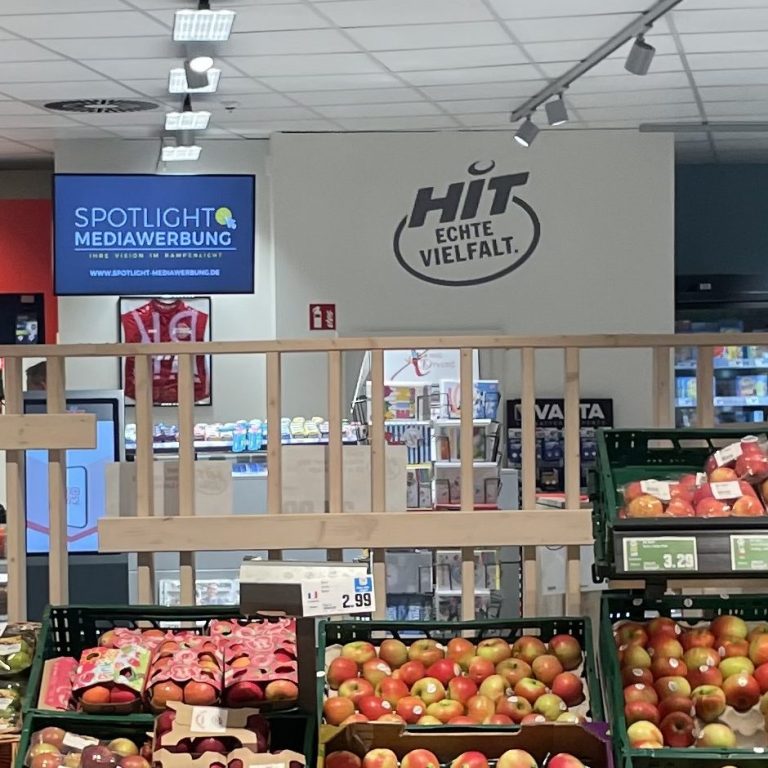 SPOTLIGHT
MEDIAWERBUNG
IHRE VISION IM RAMPENLICHT
WWW.SPOTLIGHT-MEDIAWERBUNG.DE
HIT
ECHTE
VIELFALT.
VARTA
3.29
2.99